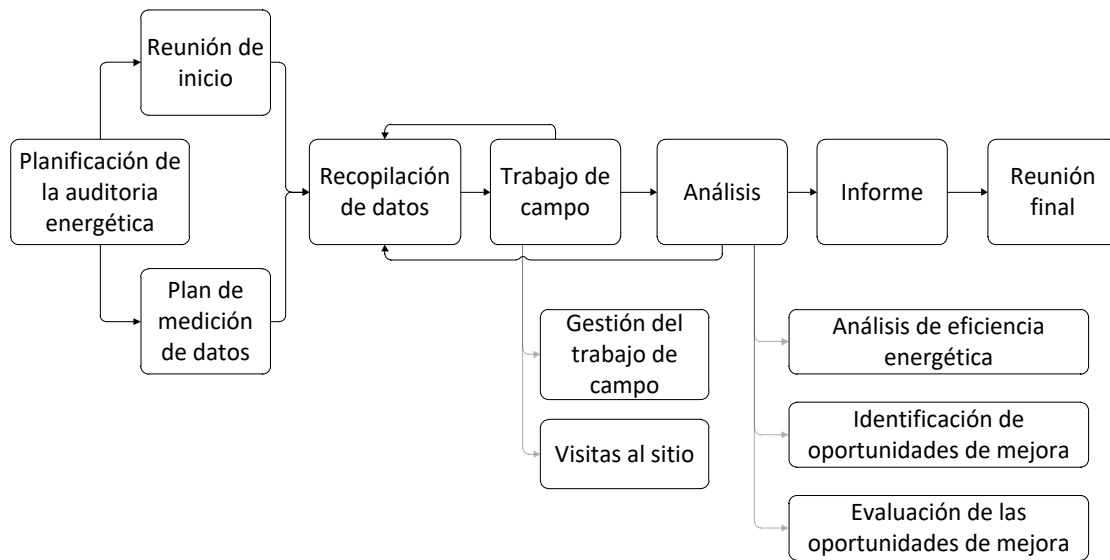 Reunión de
inicio
Planificación de
la auditoria
energética
Plan de
medición
de datos
Recopilación
de datos
Trabajo de
campo
Análisis
Informe
Reunión
final
Gestión del
trabajo de
campo
Visitas al sitio
Análisis de eficiencia
energética
Identificación de
oportunidades de mejora
Evaluación de las
oportunidades de mejora